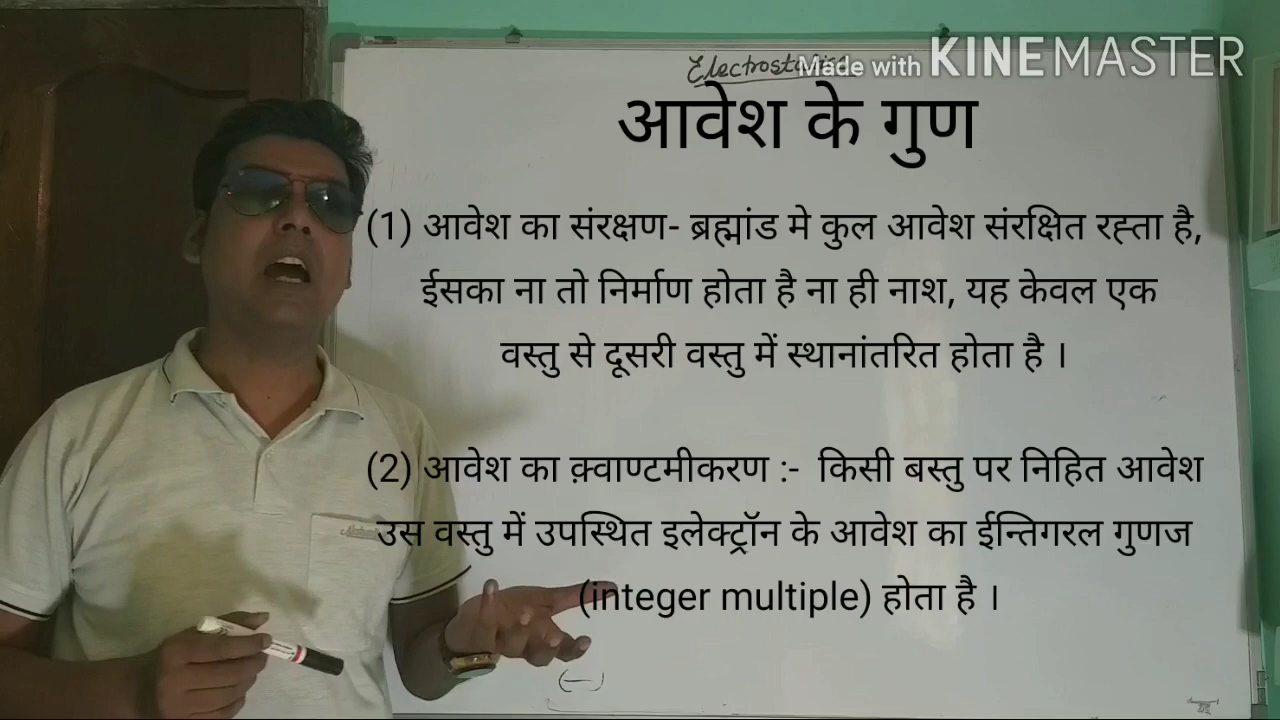 Electrostatics
Made with KINEMASTER
आवेश के गुण
(1) आवेश का संरक्षण- ब्रह्मांड मे कुल आवेश संरक्षित रह्ता है,
ईसका ना तो निर्माण होता है ना ही नाश, यह केवल एक
वस्तु से दूसरी वस्तु में स्थानांतरित होता है ।
(2) आवेश का क़्वाण्टमीकरण :- किसी बस्तु पर निहित आवेश
उस वस्तु में उपस्थित इलेक्ट्रॉन के आवेश का ईन्तिगरल गुणज
(integer multiple) होता है ।
(-)